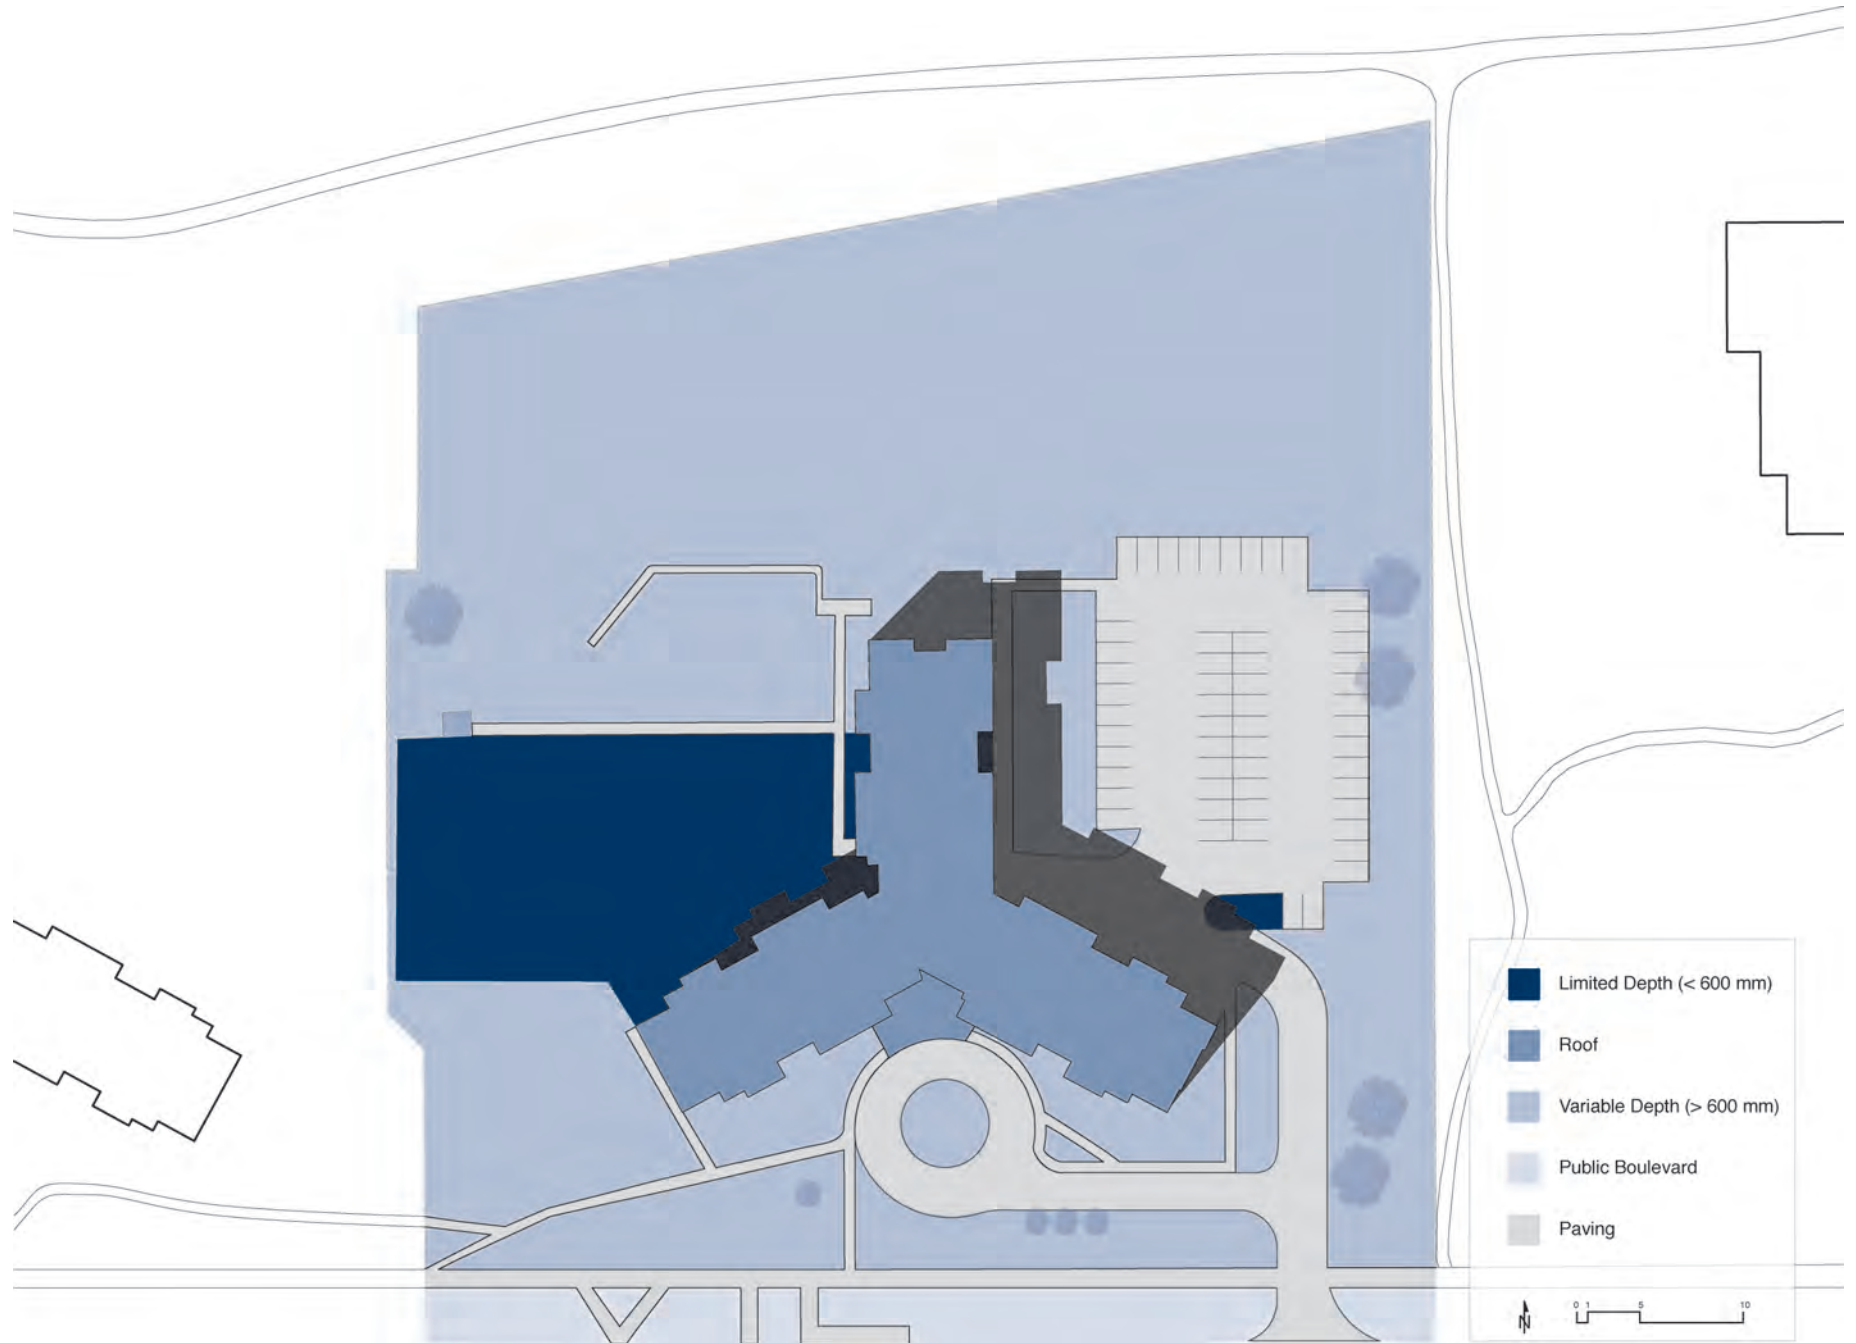 Limited Depth (< 600 mm)
Roof
Variable Depth (> 600 mm)
Public Boulevard
Paving
N
0 1 5 10